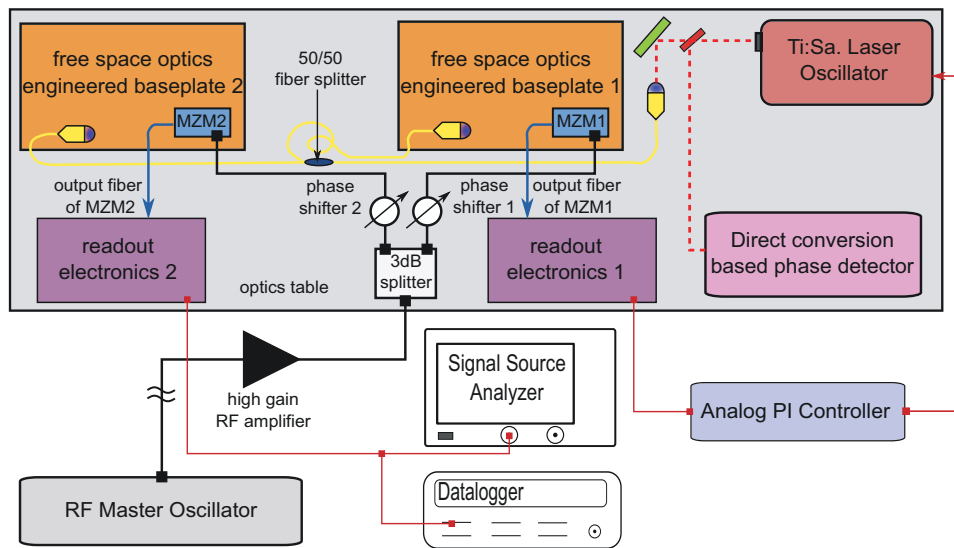 free space optics
engineered baseplate 2
MZM2
50/50
fiber splitter
free space optics
engineered baseplate 1
MZM1
Ti:Sa. Laser
Oscillator
output fiber
of MZM2
phase
shifter 2
phase
shifter 1
output fiber
of MZM1
readout
electronics 2
3dB
splitter
readout
electronics 1
Direct conversion
based phase detector
optics table
high gain
RF amplifier
Signal Source
Analyzer
Analog PI Controller
RF Master Oscillator
Datalogger